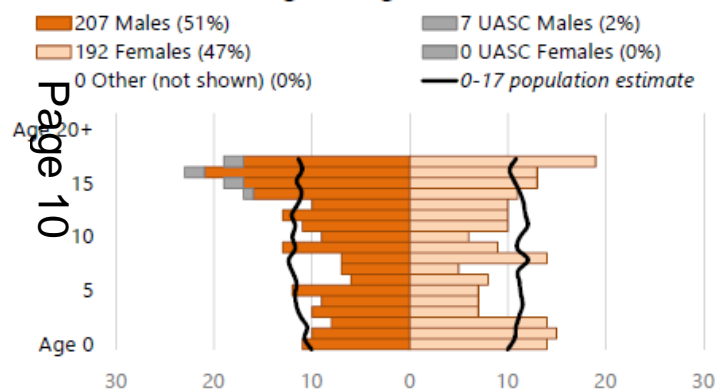 207 Males (51%)
7 UASC Males (2%)
192 Females (47%)
0 UASC Females (0%)
0 Other (not shown) (0%)
0-17 population estimate
Page 10
Age 20+
15
10
5
Age 0
30 20 10 0 10 20 30